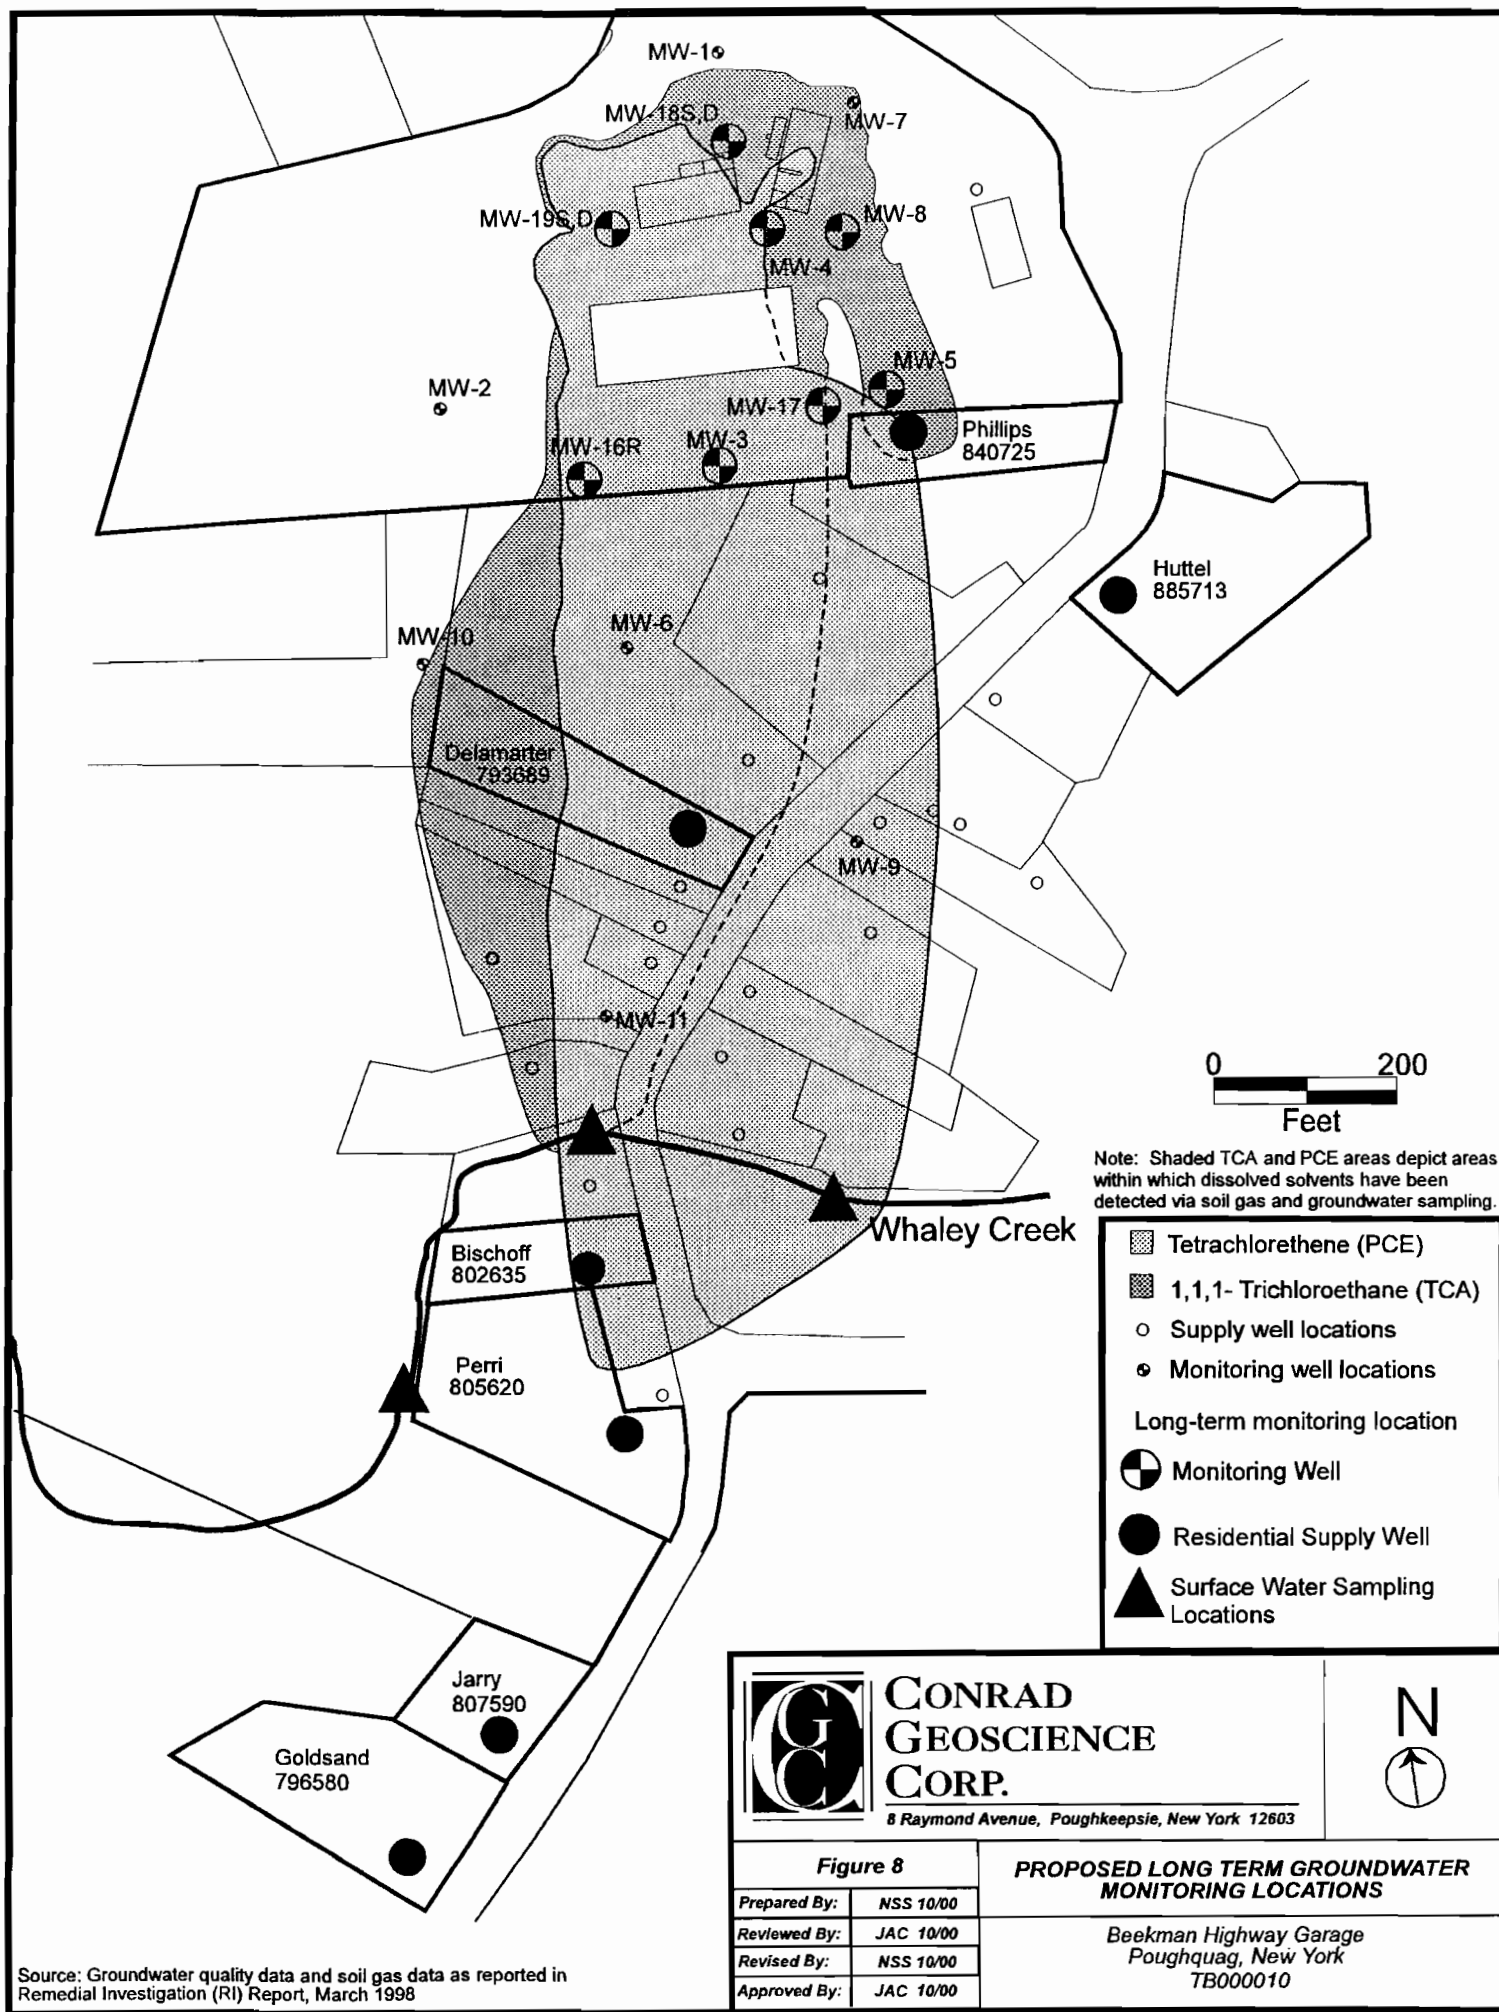 MW-1
MW-18S,D
MW-7
MW-19S,D
MW-8
MW-4
MW-5
MW-2
MW-17
MW-16R
MW-3
Phillips
840725
Huttel
885713
MW-10
MW-6
Delamarter
793689
MW-9
MW-11
0 200
Feet
Note: Shaded TCA and PCE areas depict areas
within which dissolved solvents have been
detected via soil gas and groundwater sampling.
Whaley Creek
Bischoff
802635
Perri
805620
Tetrachlorethene (PCE)
1,1,1- Trichloroethane (TCA)
Supply well locations
Monitoring well locations
Long-term monitoring location
Monitoring Well
Residential Supply Well
Surface Water Sampling
Locations
Jarry
807590
Goldsand
796580
CGC
CONRAD
GEOSCIENCE
CORP.
8 Raymond Avenue, Poughkeepsie, New York 12603
N
Figure 8
PROPOSED LONG TERM GROUNDWATER
MONITORING LOCATIONS
Prepared By: NSS 10/00
Reviewed By: JAC 10/00
Revised By: NSS 10/00
Approved By: JAC 10/00
Beekman Highway Garage
Poughquag, New York
TB000010
Source: Groundwater quality data and soil gas data as reported in
Remedial Investigation (RI) Report, March 1998